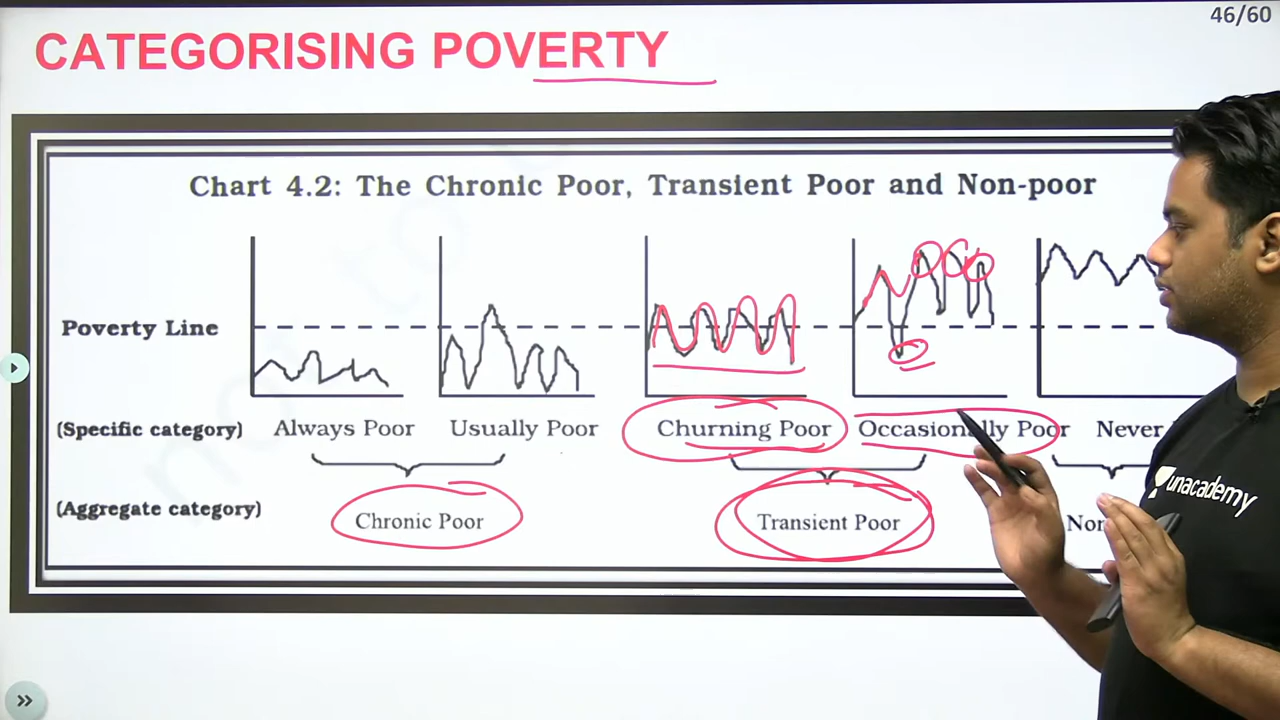 46/60
CATEGORISING POVERTY
Chart 4.2: The Chronic Poor, Transient Poor and Non-poor
Poverty Line
(Specific category) Always Poor Usually Poor Churning Poor Occasionally Poor Never
(Aggregate category) Chronic Poor Transient Poor
unacademy